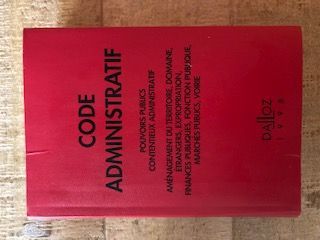 CODE
ADMINISTRATIF
POUVOIRS PUBLICS
CONTENTIEUX ADMINISTRATIF
AMÉNAGEMENT DU TERRITOIRE, DOMAINE,
ÉTRANGERS, EXPROPRIATION,
FINANCES PUBLIQUES, FONCTION PUBLIQUE,
MARCHÉS PUBLICS, VOIRIE
DALLOZ
1998